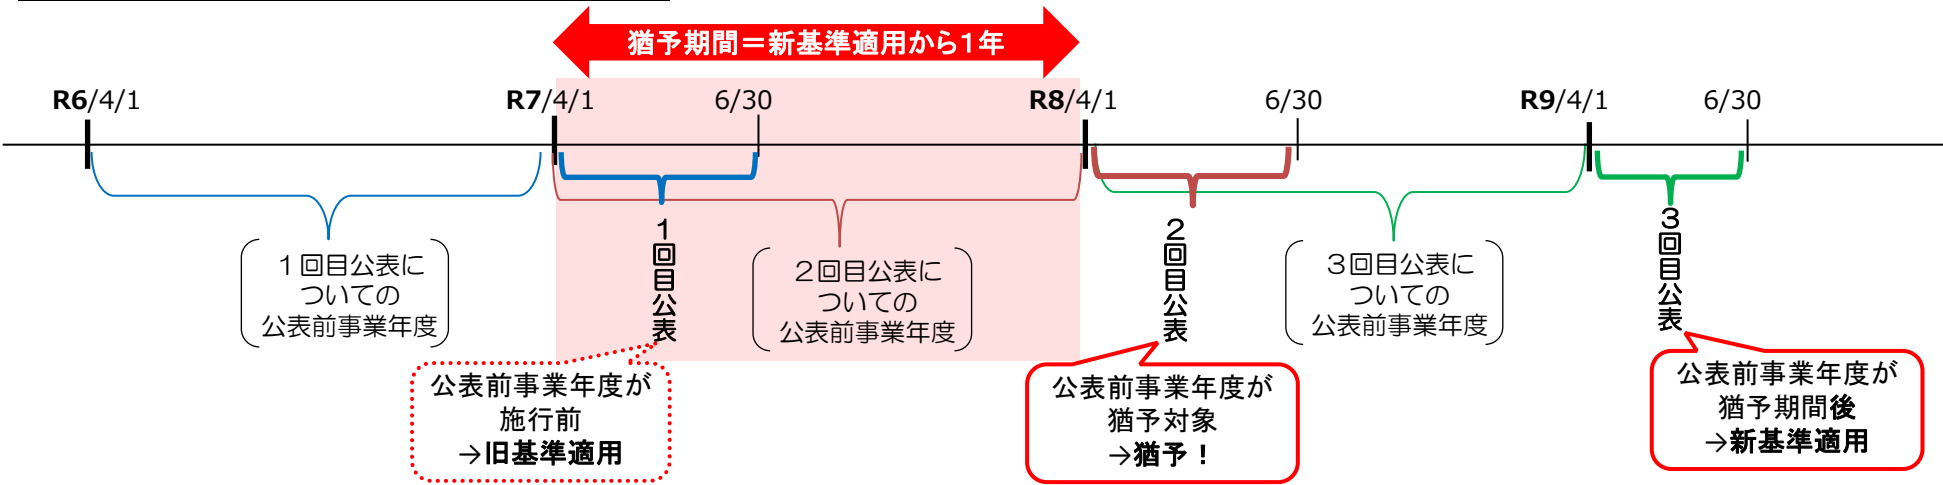 猶予期間＝新基準適用から１年
R6/4/1
R7/4/1
6/30
R8/4/1
6/30
R9/4/1
6/30
１回目公表に
ついての
公表前事業年度
１回目公表
２回目公表に
ついての
公表前事業年度
２回目公表
３回目公表に
ついての
公表前事業年度
３回目公表
公表前事業年度が
施行前
→旧基準適用
公表前事業年度が
猶予対象
→猶予！
公表前事業年度が
猶予期間後
→新基準適用